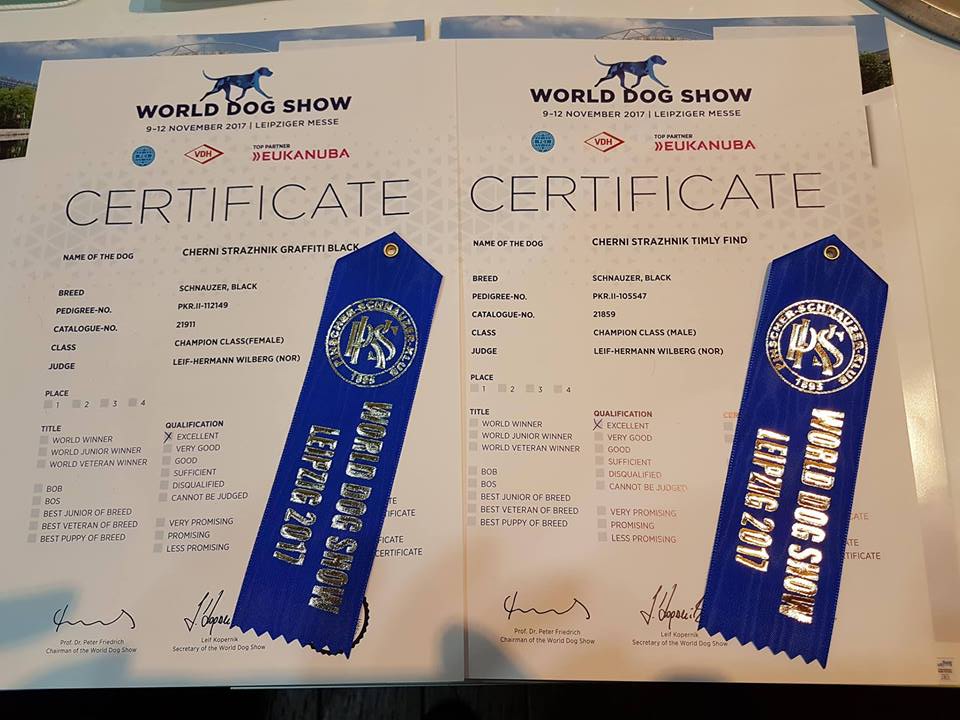 WORLD DOG SHOW
9-12 NOVEMBER 2017 | LEIPZIGER MESSE
VDH
TOP PARTNER
EUKANUBA
CERTIFICATE
NAME OF THE DOG CHERNI STRAZHNIK GRAFFITI BLACK
BREED SCHNAUZER, BLACK
PEDIGREE-NO. PKR.II-112149
CATALOGUE-NO. 21911
CLASS CHAMPION CLASS(FEMALE)
JUDGE LEIF-HERMANN WILBERG (NOR)
PLACE
1 2 3 4
TITLE
WORLD WINNER
WORLD JUNIOR WINNER
WORLD VETERAN WINNER
BOB
BOS
BEST JUNIOR OF BREED
BEST VETERAN OF BREED
BEST PUPPY OF BREED
QUALIFICATION
EXCELLENT
VERY GOOD
GOOD
SUFFICIENT
DISQUALIFIED
CANNOT BE JUDGED
VERY PROMISING
PROMISING
LESS PROMISING
CERTIFICATE
Prof. Dr. Peter Friedrich
Chairman of the World Dog Show
Leif Kopernik
Secretary of the World Dog Show
PINSCHER-SCHNAUZER-KLUB
PSK
1895
WORLD DOG SHOW
LEIPZIG 2017
WORLD DOG SHOW
9-12 NOVEMBER 2017 | LEIPZIGER MESSE
VDH
TOP PARTNER
EUKANUBA
CERTIFICATE
NAME OF THE DOG CHERNI STRAZHNIK TIMLY FIND
BREED SCHNAUZER, BLACK
PEDIGREE-NO. PKR.II-105547
CATALOGUE-NO. 21859
CLASS CHAMPION CLASS (MALE)
JUDGE LEIF-HERMANN WILBERG (NOR)
PLACE
1 2 3 4
TITLE
WORLD WINNER
WORLD JUNIOR WINNER
WORLD VETERAN WINNER
BOB
BOS
BEST JUNIOR OF BREED
BEST VETERAN OF BREED
BEST PUPPY OF BREED
QUALIFICATION
EXCELLENT
VERY GOOD
GOOD
SUFFICIENT
DISQUALIFIED
CANNOT BE JUDGED
VERY PROMISING
PROMISING
LESS PROMISING
Prof. Dr. Peter Friedrich
Chairman of the World Dog Show
Leif Kopernik
Secretary of the World Dog Show
PINSCHER-SCHNAUZER-KLUB
PSK
1895
WORLD DOG SHOW
LEIPZIG 2017